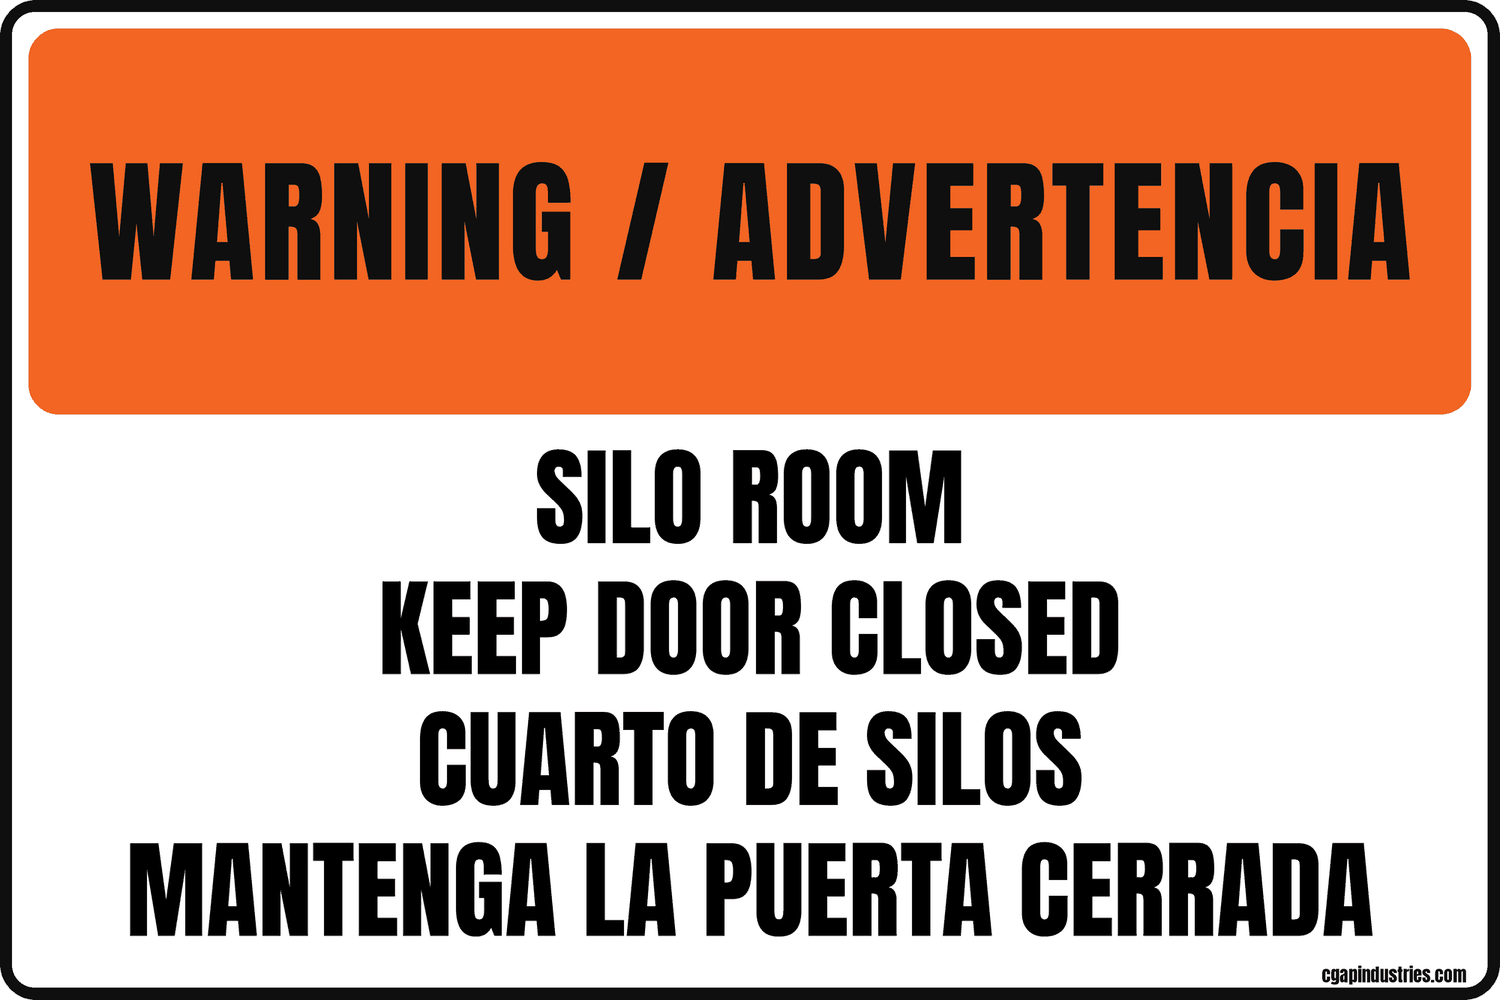 WARNING / ADVERTENCIA
SILO ROOM
KEEP DOOR CLOSED
CUARTO DE SILOS
MANTENGA LA PUERTA CERRADA
cgapindustries.com